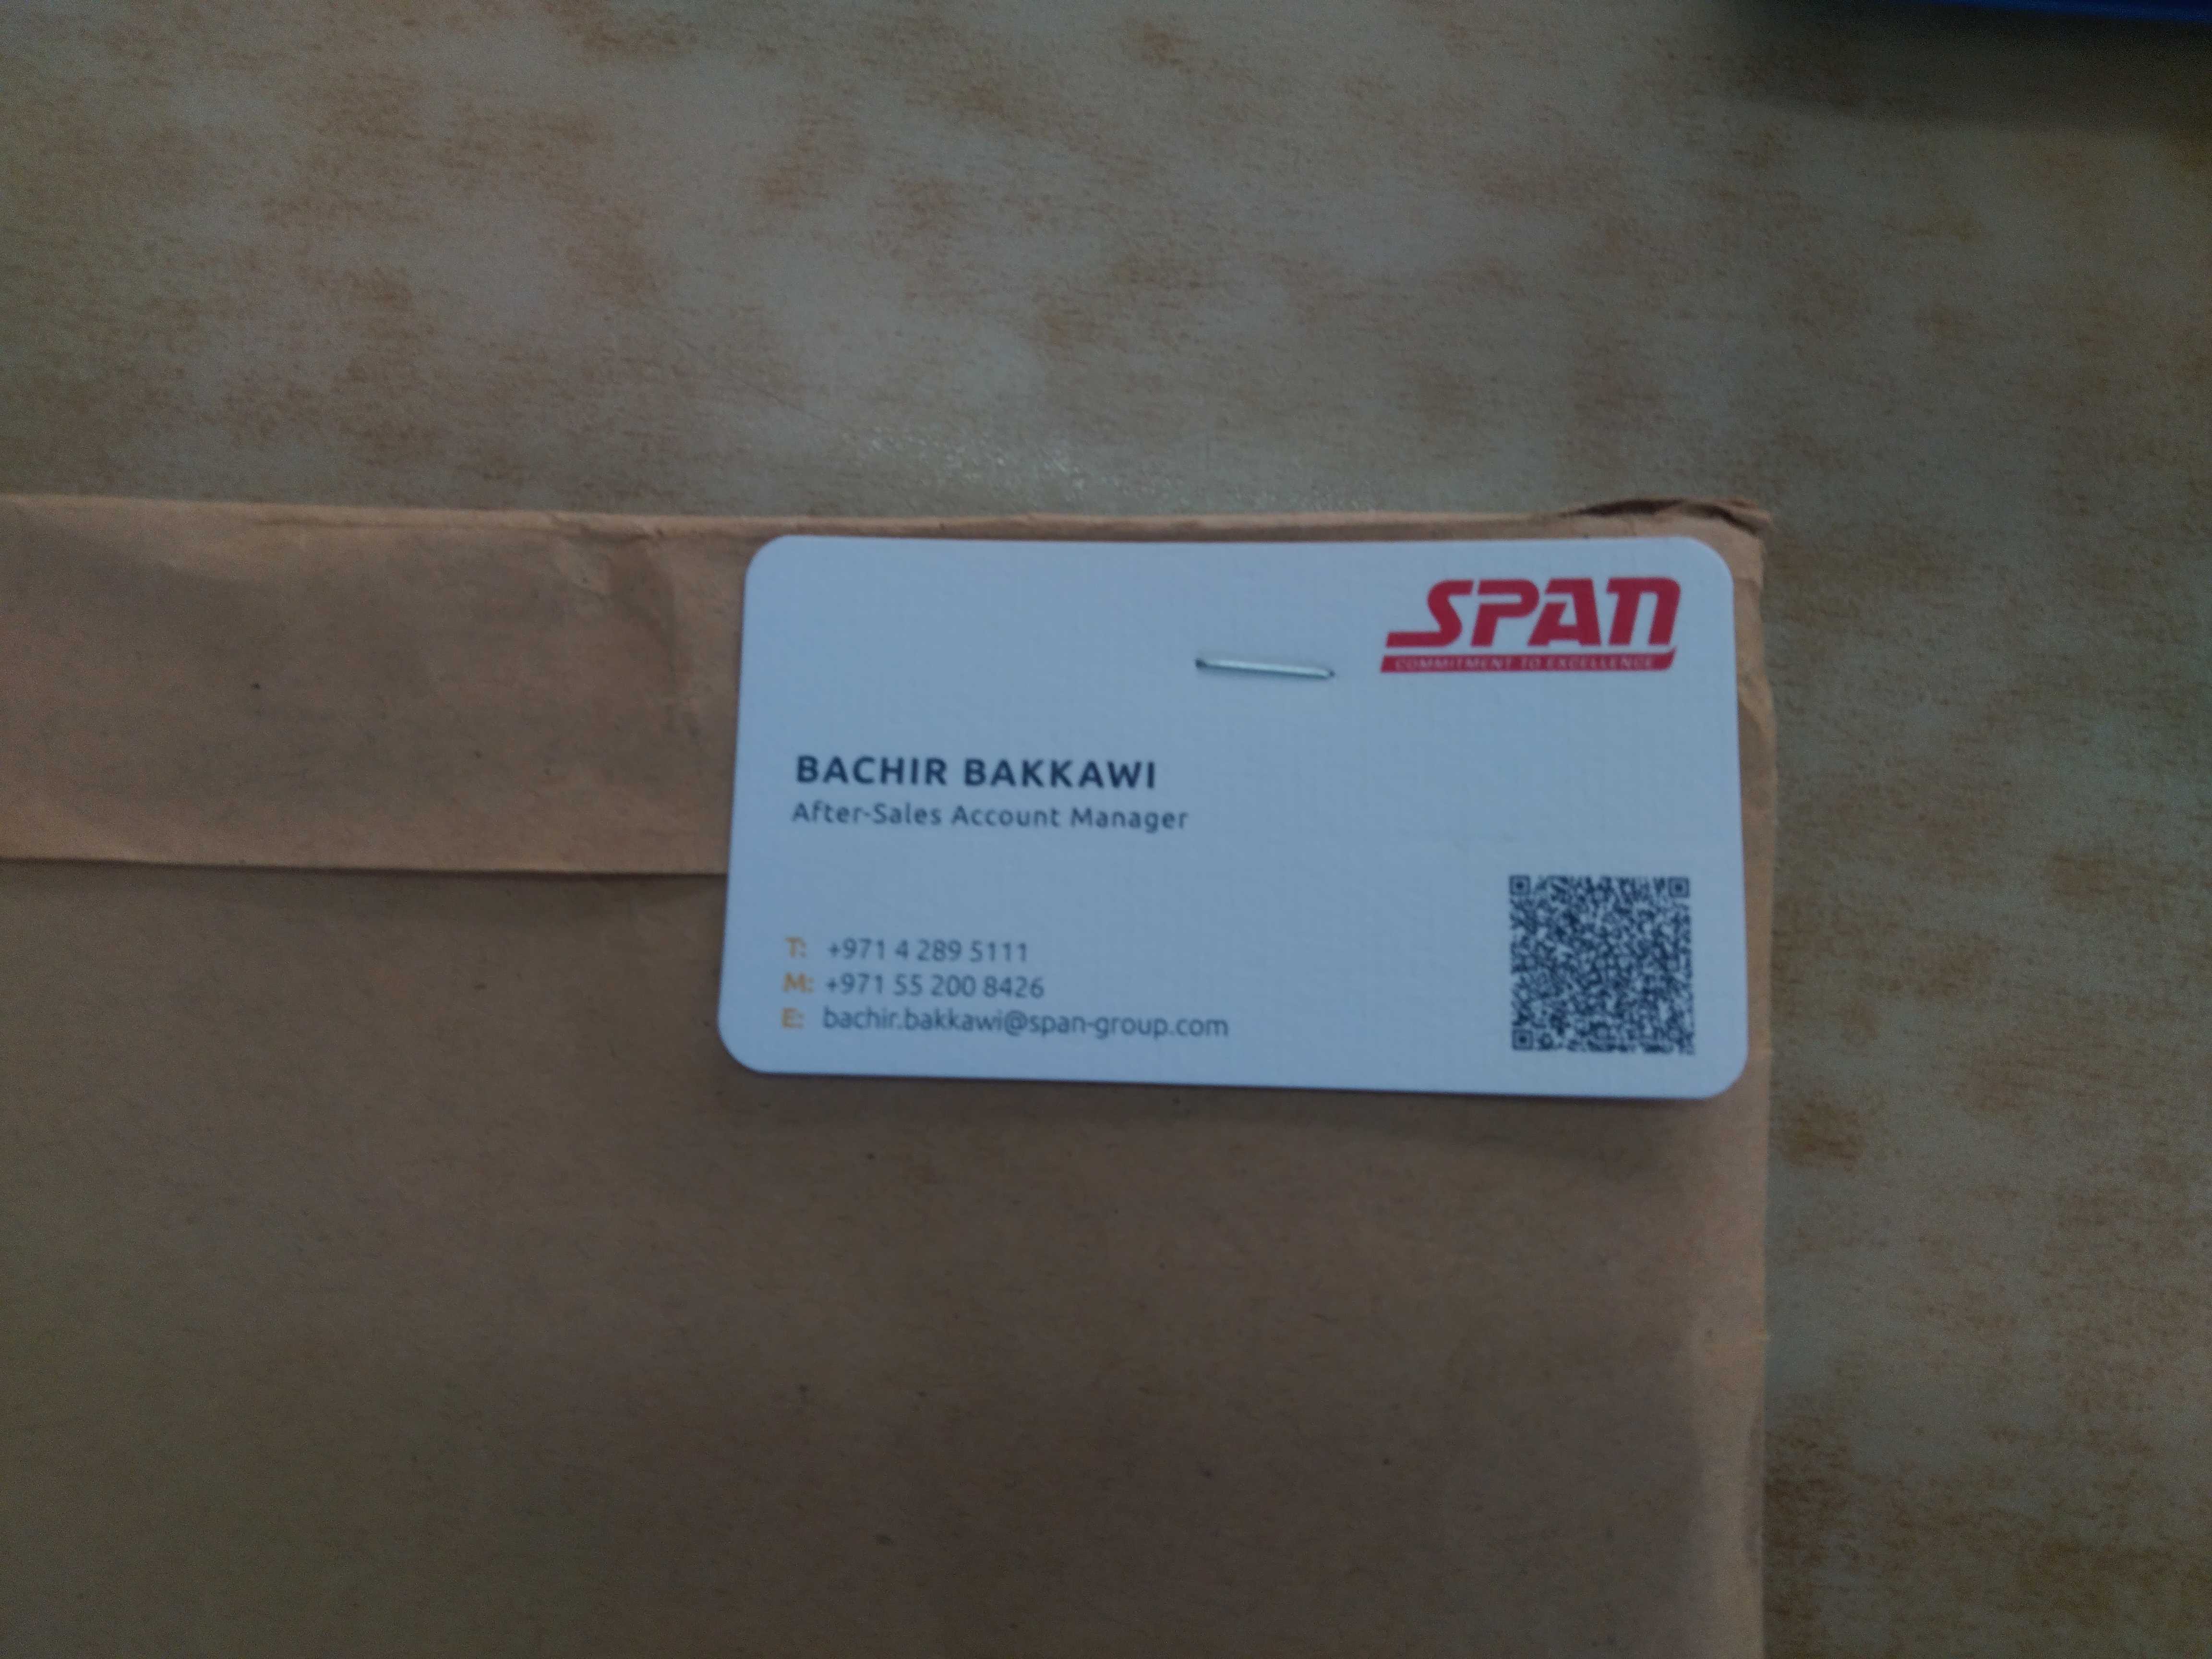 SPAN
COMMITMENT TO EXCELLENCE
BACHIR BAKKAWI
After-Sales Account Manager
T: +971 4 289 5111
M: +971 55 200 8426
E: bachir.bakkawi@span-group.com